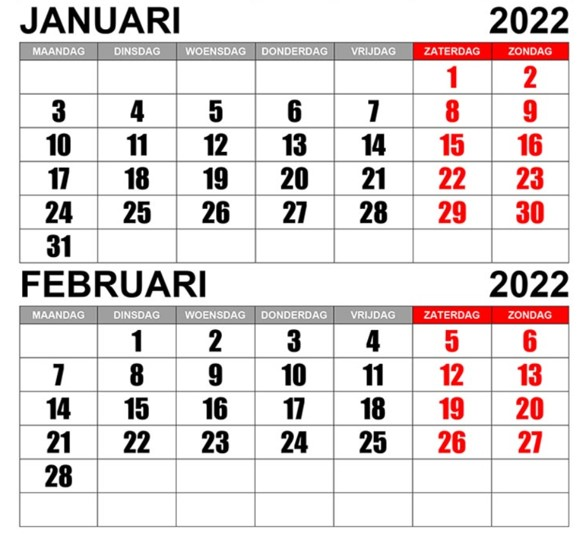 JANUARI 2022
MAANDAG DINSDAG WOENSDAG DONDERDAG VRIJDAG ZATERDAG ZONDAG
1 2
3 4 5 6 7 8 9
10 11 12 13 14 15 16
17 18 19 20 21 22 23
24 25 26 27 28 29 30
31
FEBRUARI 2022
MAANDAG DINSDAG WOENSDAG DONDERDAG VRIJDAG ZATERDAG ZONDAG
1 2 3 4 5 6
7 8 9 10 11 12 13
14 15 16 17 18 19 20
21 22 23 24 25 26 27
28